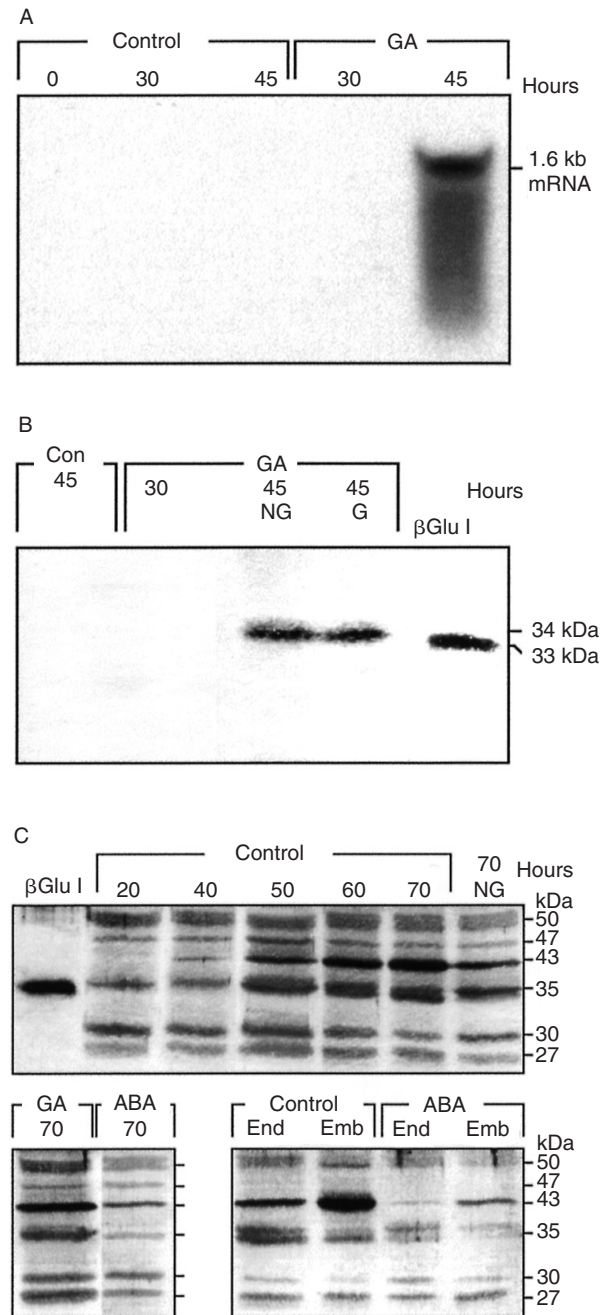 A
Control GA
0 30 45 30 45 Hours
1.6 kb
mRNA
B
Con GA
45 30 45 45 Hours
NG G
βGlu I
34 kDa
33 kDa
C
Control 70 Hours
βGlu I 20 40 50 60 70 NG
kDa
50
47
43
35
30
27
GA ABA Control ABA
70 70 End Emb End Emb
kDa
50
47
43
35
30
27